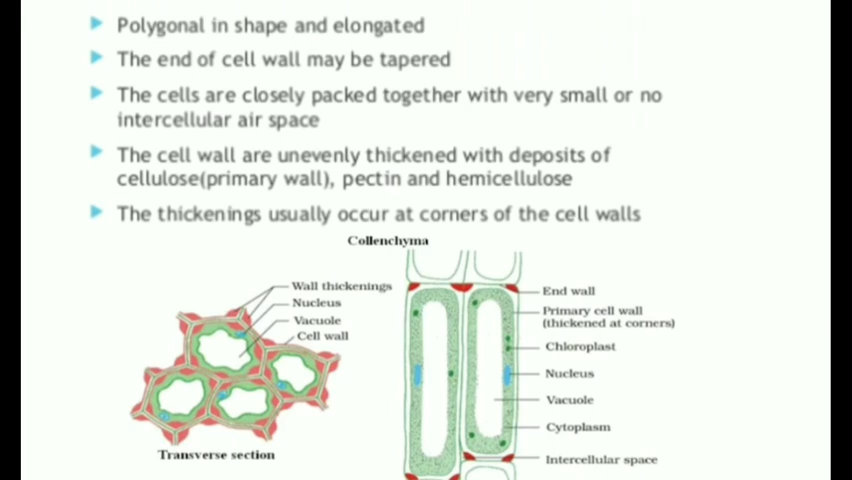 Polygonal in shape and elongated
The end of cell wall may be tapered
The cells are closely packed together with very small or no
intercellular air space
The cell wall are unevenly thickened with deposits of
cellulose(primary wall), pectin and hemicellulose
The thickenings usually occur at corners of the cell walls
Collenchyma
Wall thickenings
Nucleus
Vacuole
Cell wall
Transverse section
End wall
Primary cell wall
(thickened at corners)
Chloroplast
Nucleus
Vacuole
Cytoplasm
Intercellular space